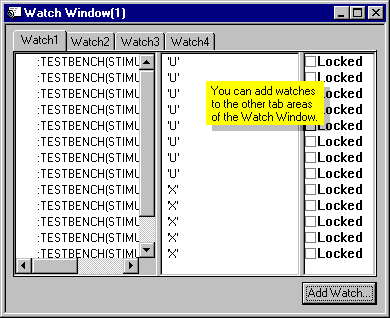 Watch Window(1)
Watch1 Watch2 Watch3 Watch4
:TESTBENCH(STIMU 'U' Locked
:TESTBENCH(STIMU 'U' Locked
:TESTBENCH(STIMU 'U' Locked
:TESTBENCH(STIMU 'U' Locked
:TESTBENCH(STIMU 'U' Locked
:TESTBENCH(STIMU 'U' Locked
:TESTBENCH(STIMU 'U' Locked
:TESTBENCH(STIMU 'U' Locked
:TESTBENCH(STIMU 'X' Locked
:TESTBENCH(STIMU 'X' Locked
:TESTBENCH(STIMU 'X' Locked
:TESTBENCH(STIMU 'X' Locked
:TESTBENCH(STIMU 'X' Locked
You can add watches
to the other tab areas
of the Watch Window.
Add Watch...